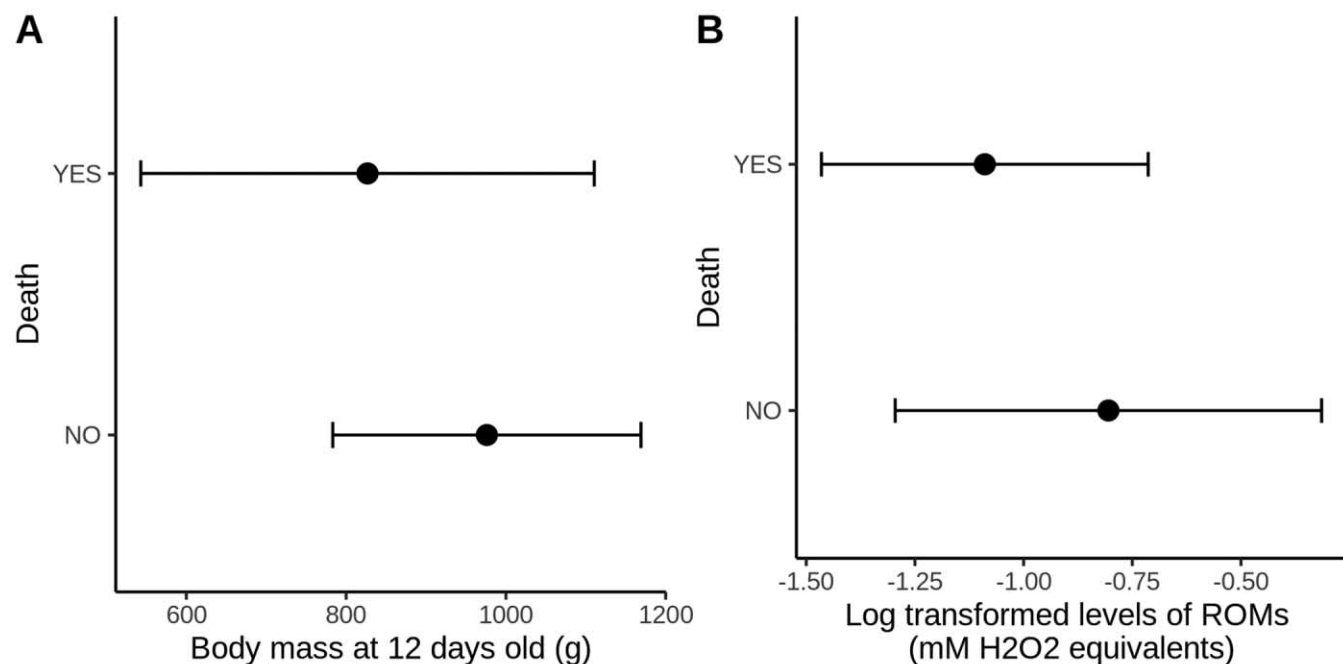 A
YES
Death
NO
600 800 1000 1200
Body mass at 12 days old (g)
B
YES
Death
NO
-1.50 -1.25 -1.00 -0.75 -0.50
Log transformed levels of ROMs
(mM H2O2 equivalents)